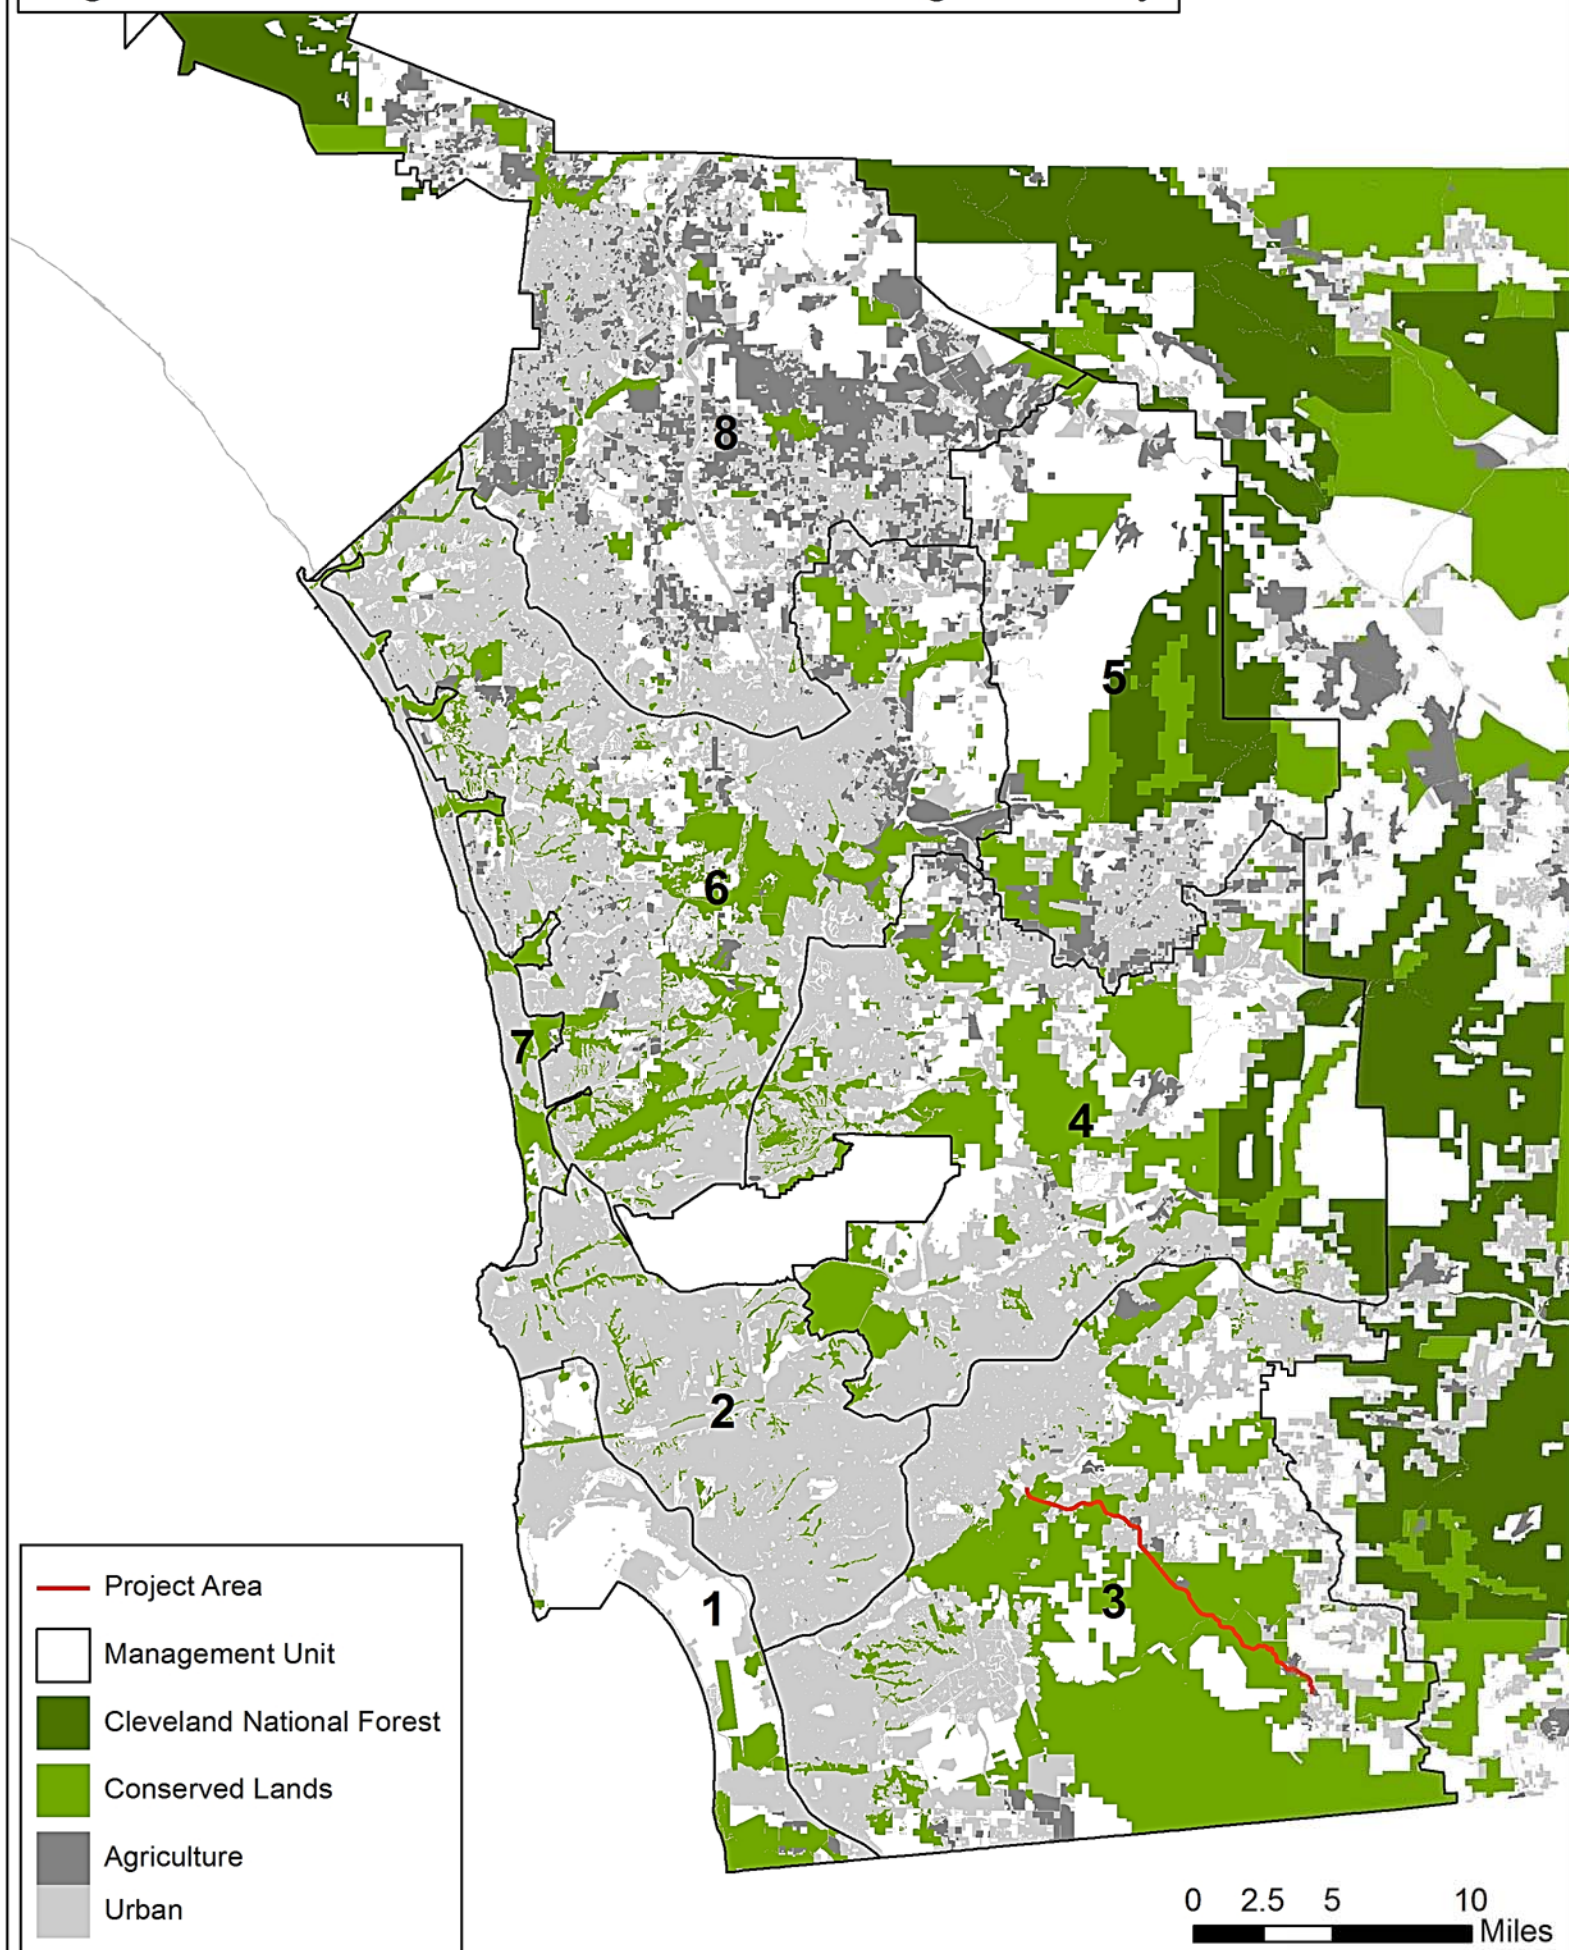 8
5
6
7
4
2
1
3
Project Area
Management Unit
Cleveland National Forest
Conserved Lands
Agriculture
Urban
0 2.5 5 10
Miles